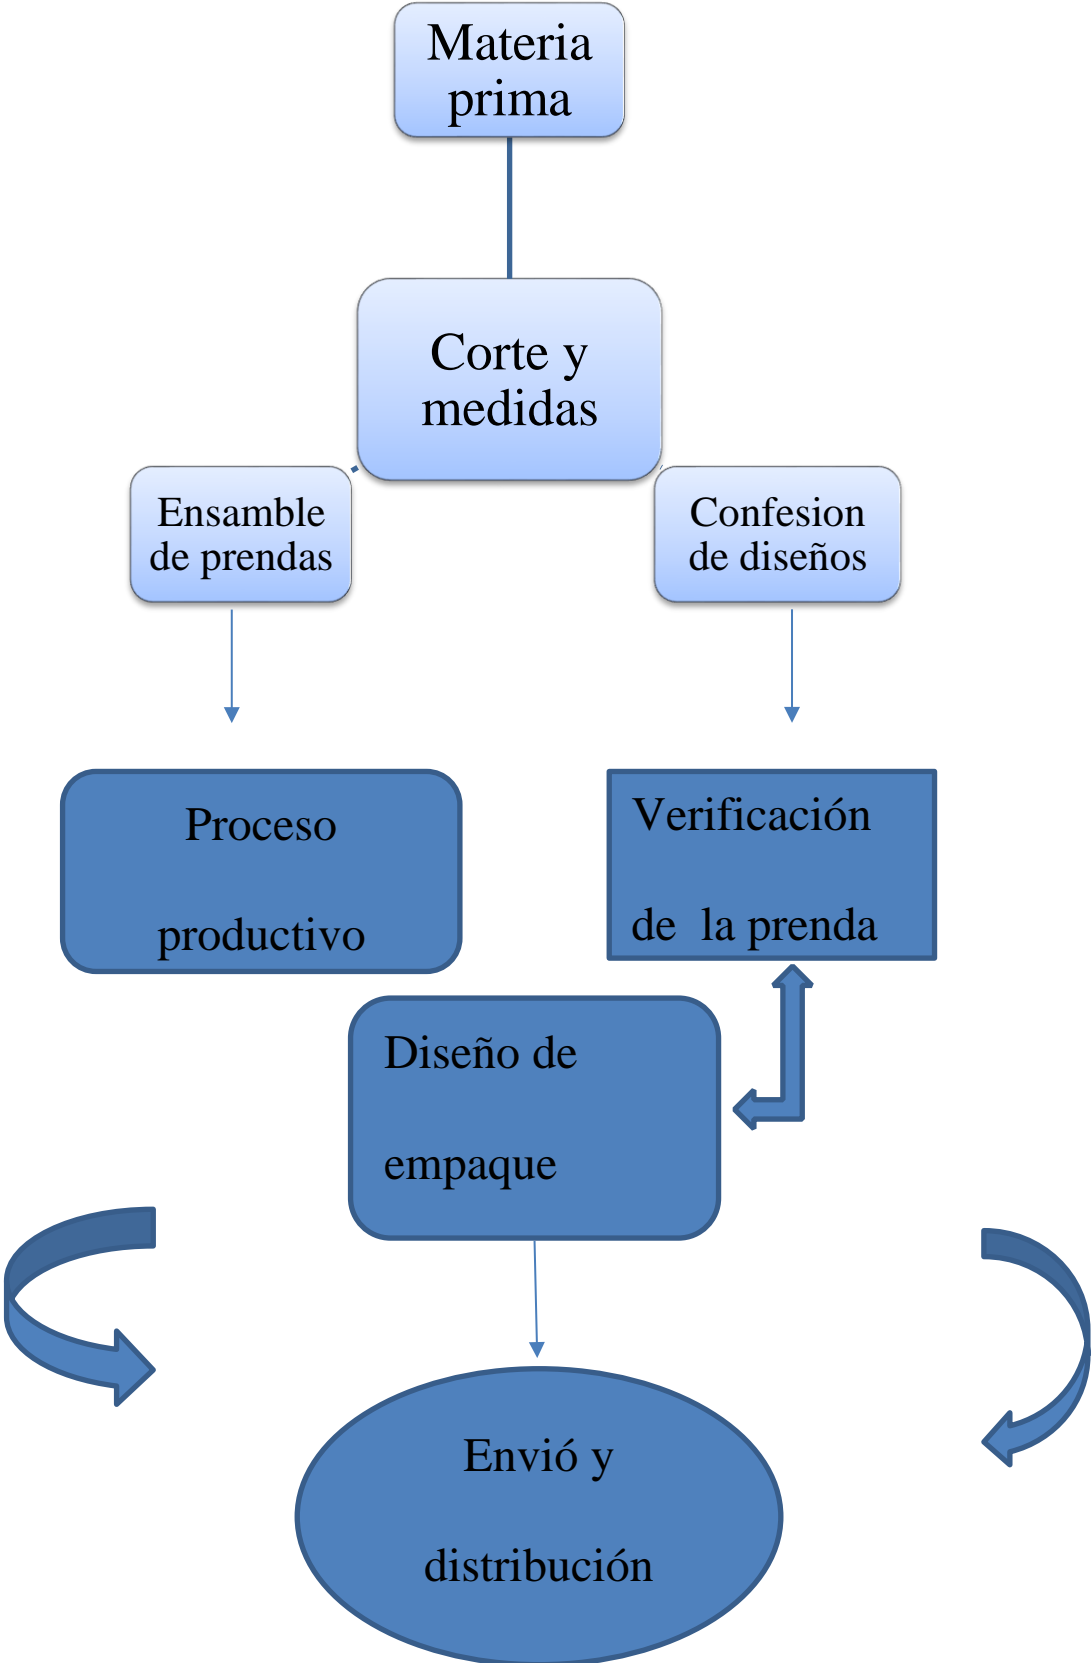 Materia
prima
Corte y
medidas
Ensamble
de prendas
Confesion
de diseños
Proceso
productivo
Verificación
de  la prenda
Diseño de
empaque
Envió y
distribución